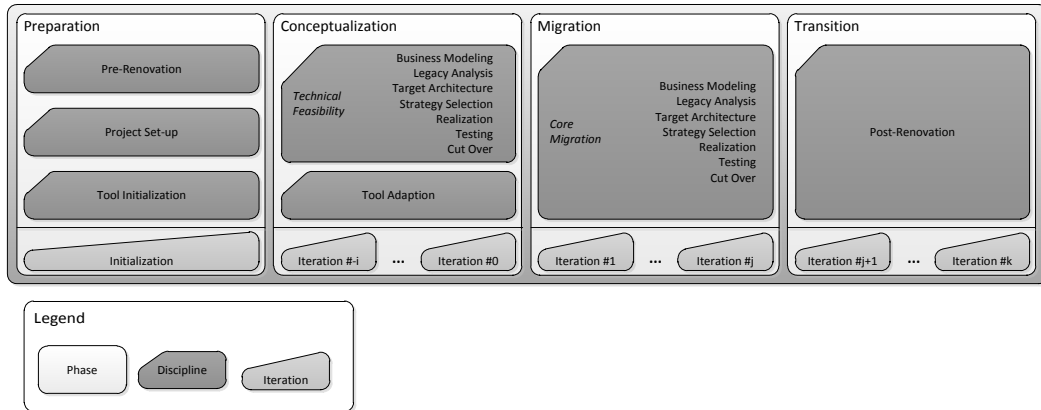 Preparation
Pre-Renovation
Project Set-up
Tool Initialization
Initialization
Conceptualization
Technical
Feasibility
Business Modeling
Legacy Analysis
Target Architecture
Strategy Selection
Realization
Testing
Cut Over
Tool Adaption
Iteration #-i
...
Iteration #0
Migration
Core
Migration
Business Modeling
Legacy Analysis
Target Architecture
Strategy Selection
Realization
Testing
Cut Over
Iteration #1
...
Iteration #j
Transition
Post-Renovation
Iteration #j+1
...
Iteration #k
Legend
Phase
Discipline
Iteration